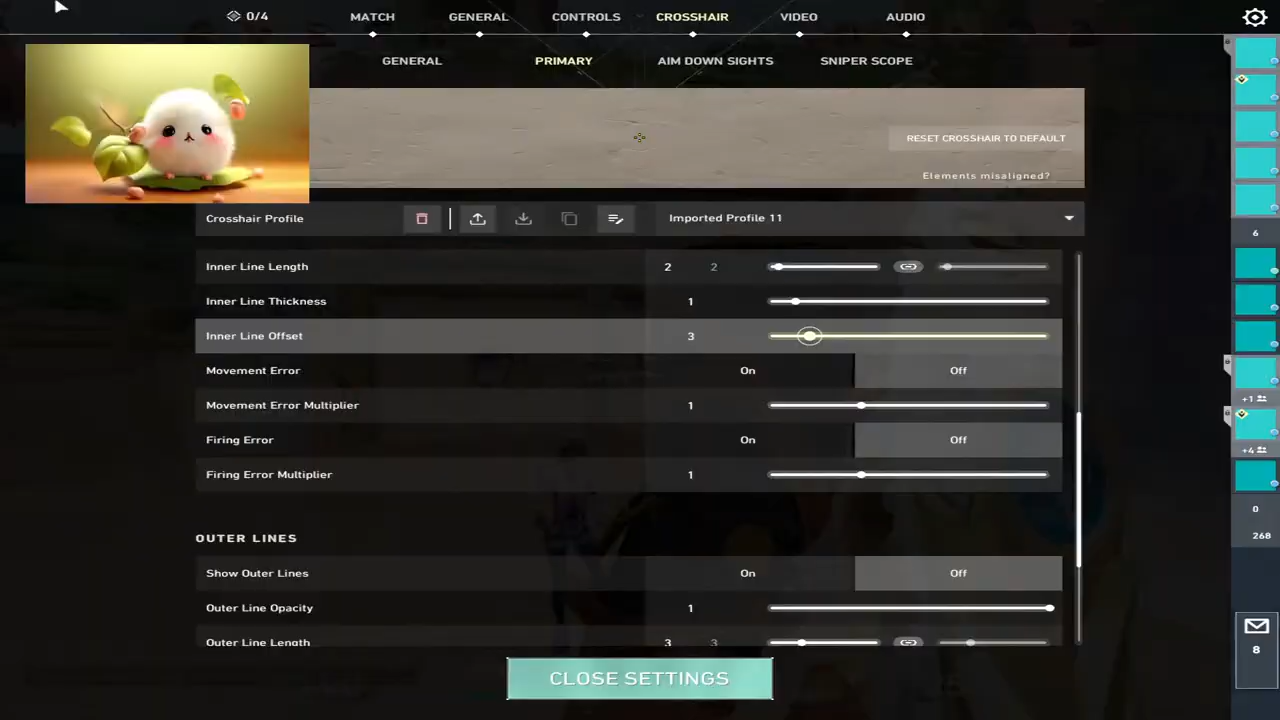 0/4 MATCH GENERAL CONTROLS CROSSHAIR VIDEO AUDIO
GENERAL PRIMARY AIM DOWN SIGHTS SNIPER SCOPE
RESET CROSSHAIR TO DEFAULT
Elements misaligned?
Crosshair Profile Imported Profile 11
6
Inner Line Length 2 2
Inner Line Thickness 1
Inner Line Offset 3
Movement Error On Off
+1
Movement Error Multiplier 1
Firing Error On Off
+4
Firing Error Multiplier 1
0
OUTER LINES 268
Show Outer Lines On Off
Outer Line Opacity 1
Outer Line Length 3 3
8
CLOSE SETTINGS